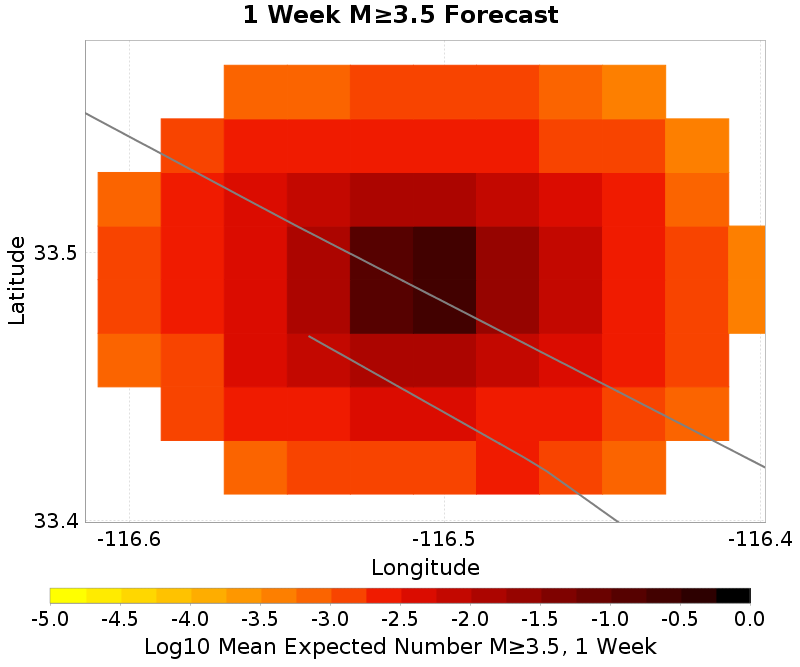 1 Week M≥3.5 Forecast
Latitude
33.5
33.4
-116.6 -116.5 -116.4
Longitude
-5.0 -4.5 -4.0 -3.5 -3.0 -2.5 -2.0 -1.5 -1.0 -0.5 0.0
Log10 Mean Expected Number M≥3.5, 1 Week